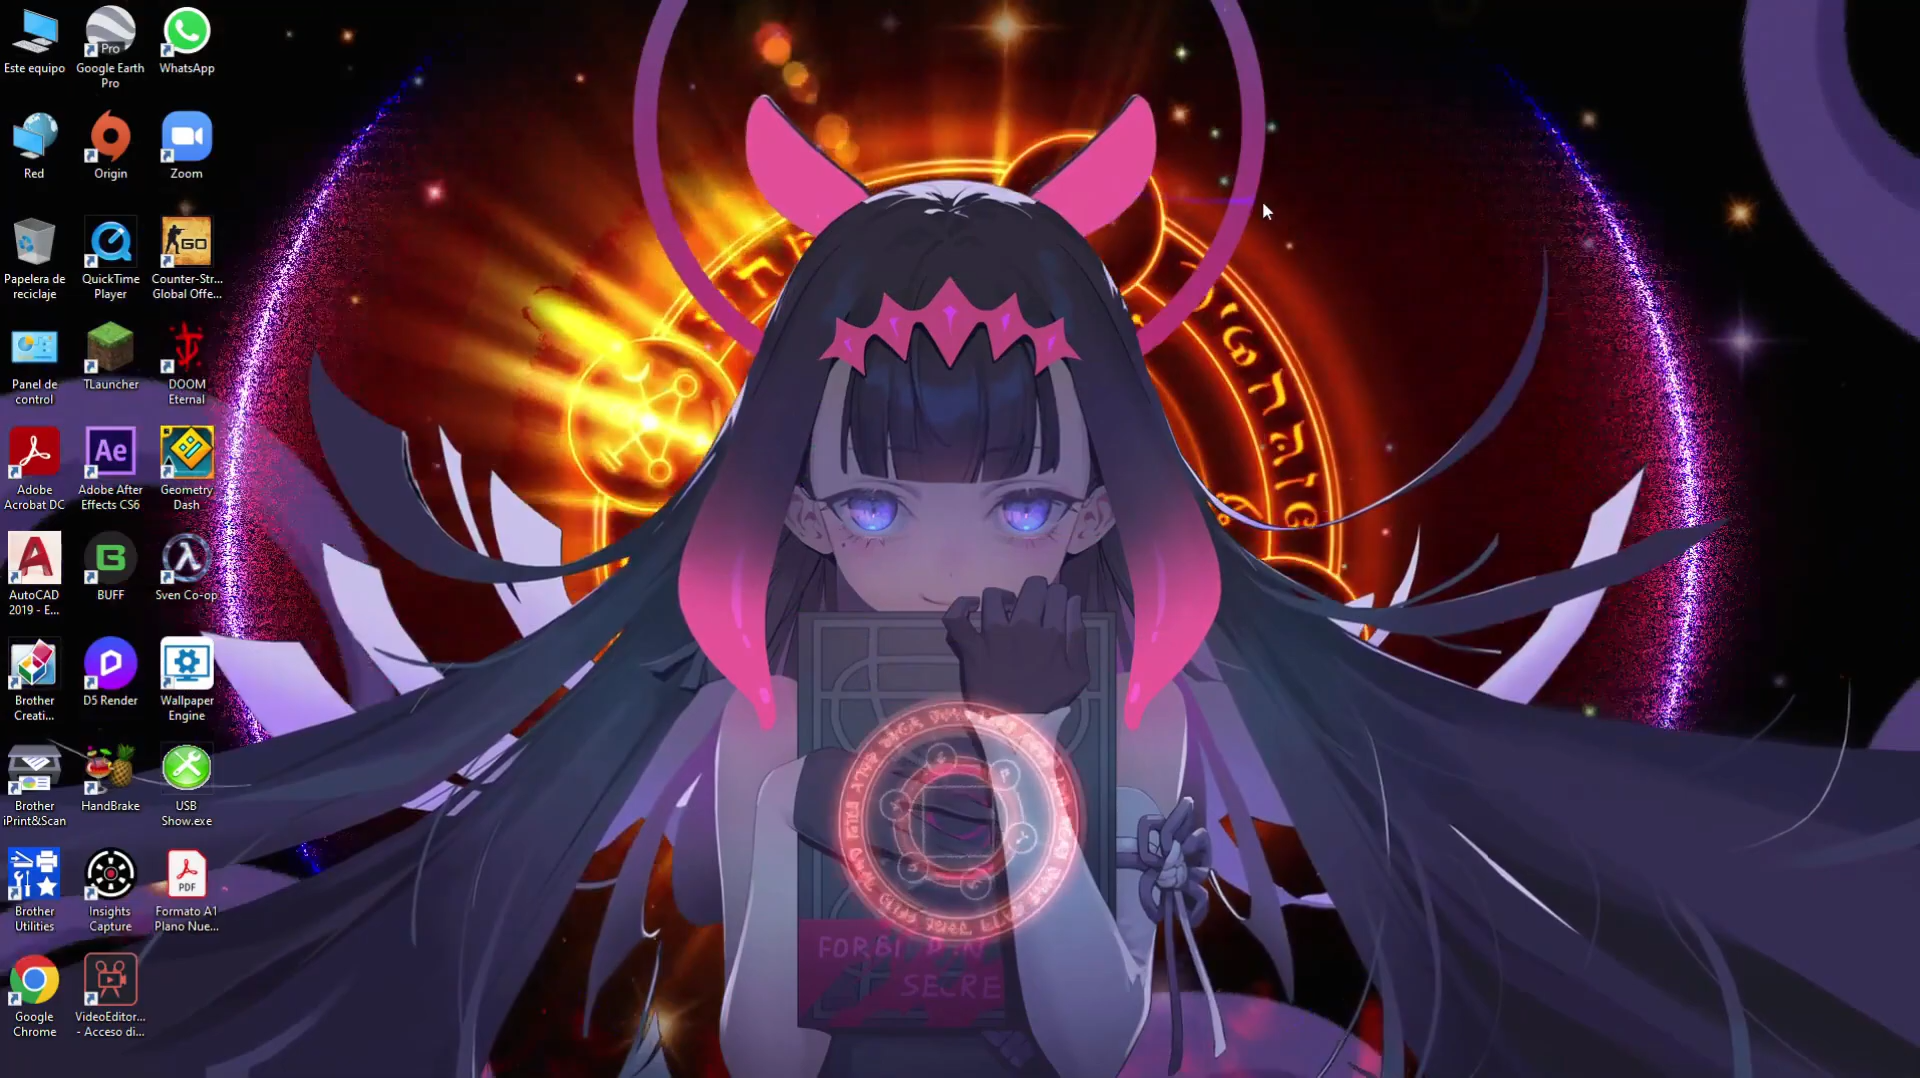 Este equipo
Pro
Google Earth
Pro
WhatsApp
Red
Origin
Zoom
Papelera de
reciclaje
QuickTime
Player
GO
Counter-Str...
Global Offe...
Panel de
control
TLauncher
DOOM
Eternal
Adobe
Acrobat DC
Ae
Adobe After
Effects CS6
Geometry
Dash
A
AutoCAD
2019 - E...
B
BUFF
λ
Sven Co-op
Brother
Creati...
D5 Render
Wallpaper
Engine
Brother
iPrint&Scan
HandBrake
USB
Show.exe
Brother
Utilities
Insights
Capture
PDF
Formato A1
Plano Nue...
Google
Chrome
VideoEditor...
- Acceso di...
SECRE